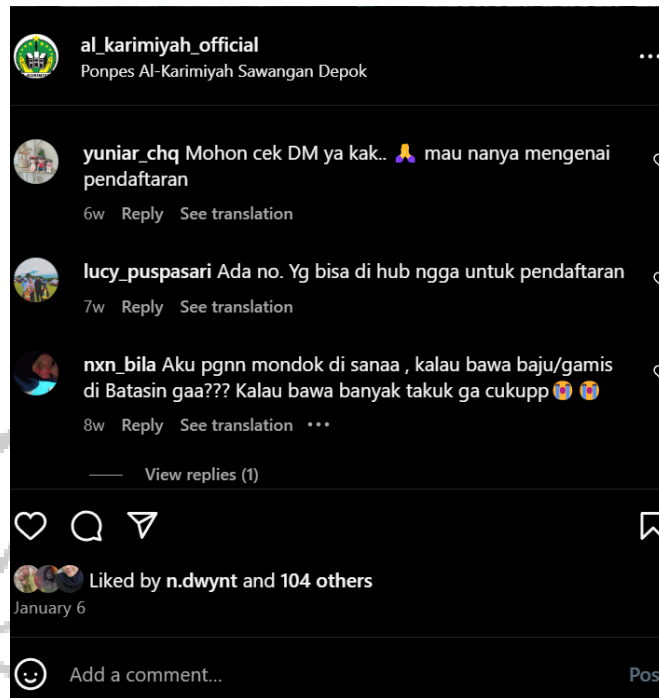 al_karimiyah_official
Ponpes Al-Karimiyah Sawangan Depok
yuniar_chq Mohon cek DM ya kak.. 🙏 mau nanya mengenai
pendaftaran
6w Reply See translation
lucy_puspasari Ada no. Yg bisa di hub ngga untuk pendaftaran
7w Reply See translation
nxn_bila Aku pgnn mondok di sanaa , kalau bawa baju/gamis
di Batasin gaa??? Kalau bawa banyak takuk ga cukupp😭 😭
8w Reply See translation •••
View replies (1)
Liked by n.dwynt and 104 others
January 6
Add a comment...